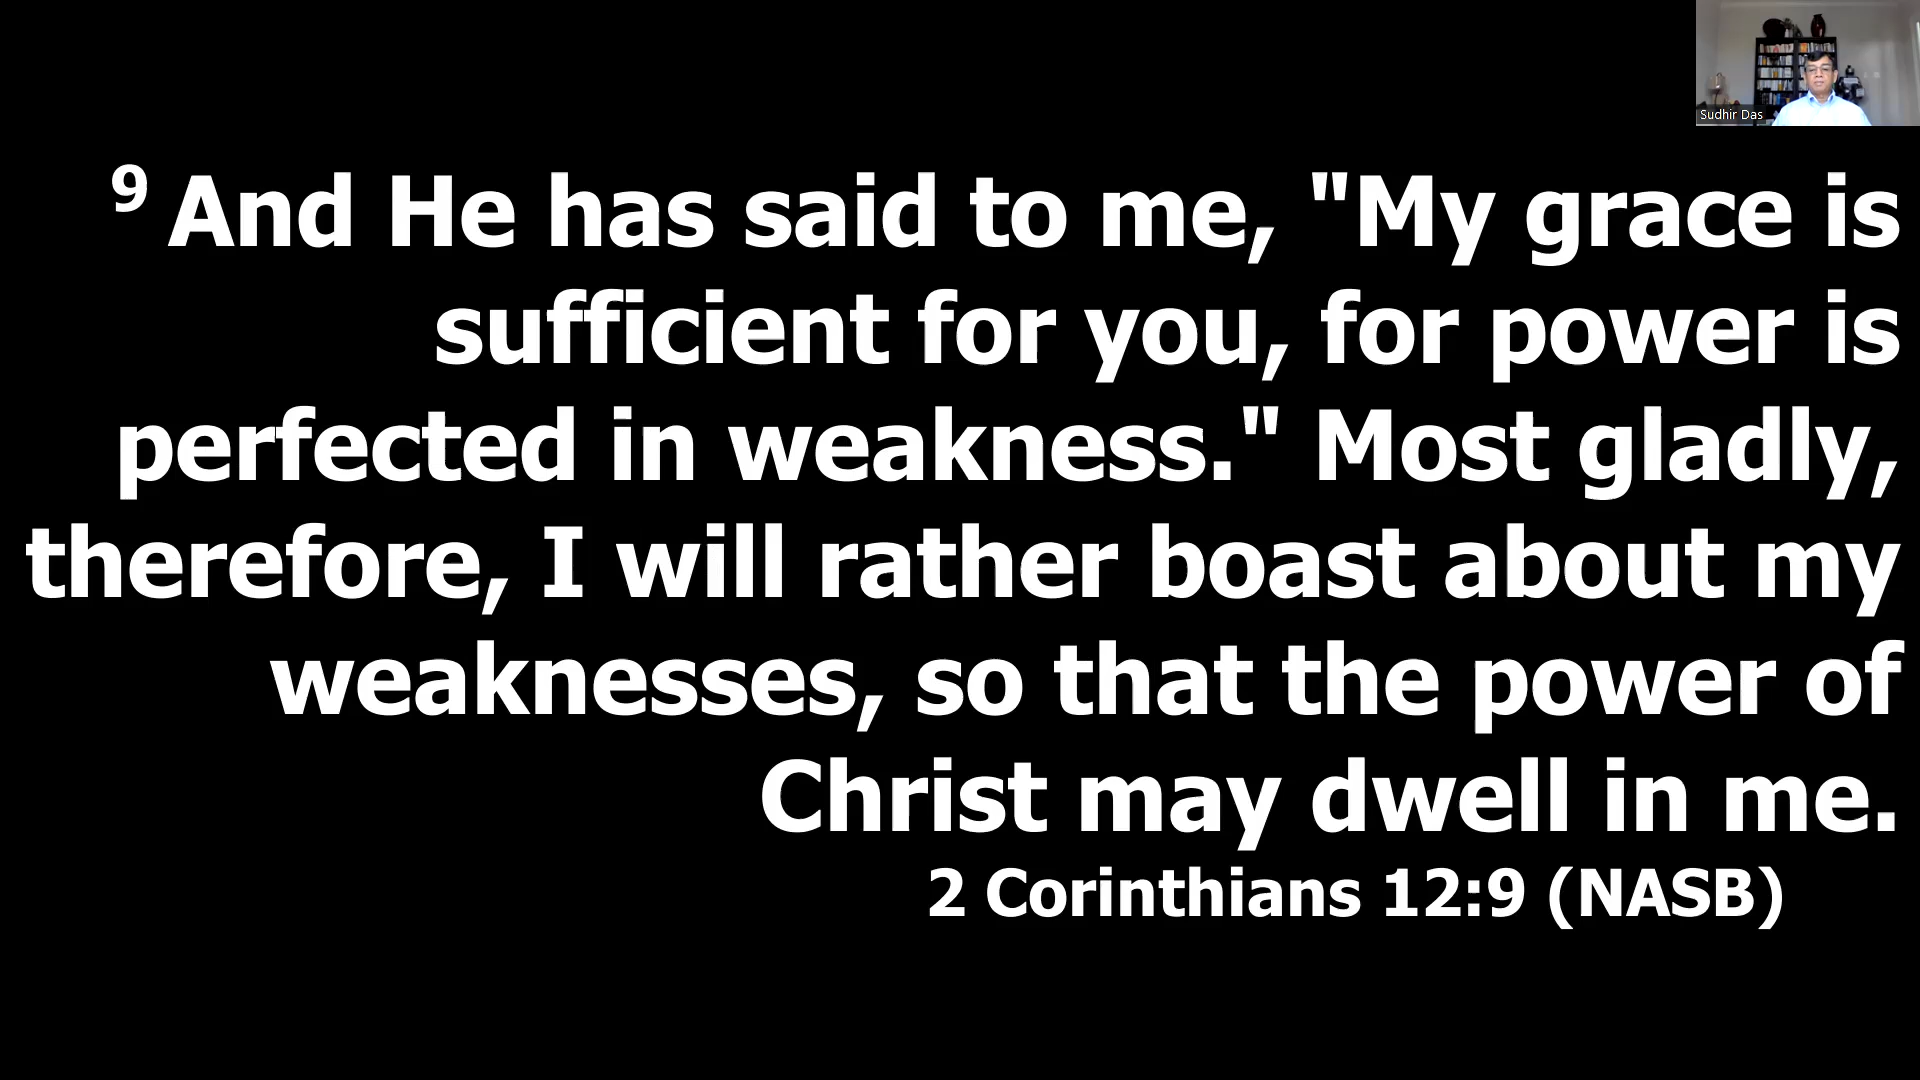 Sudhir Das
9 And He has said to me, "My grace is
sufficient for you, for power is
perfected in weakness." Most gladly,
therefore, I will rather boast about my
weaknesses, so that the power of
Christ may dwell in me.
2 Corinthians 12:9 (NASB)